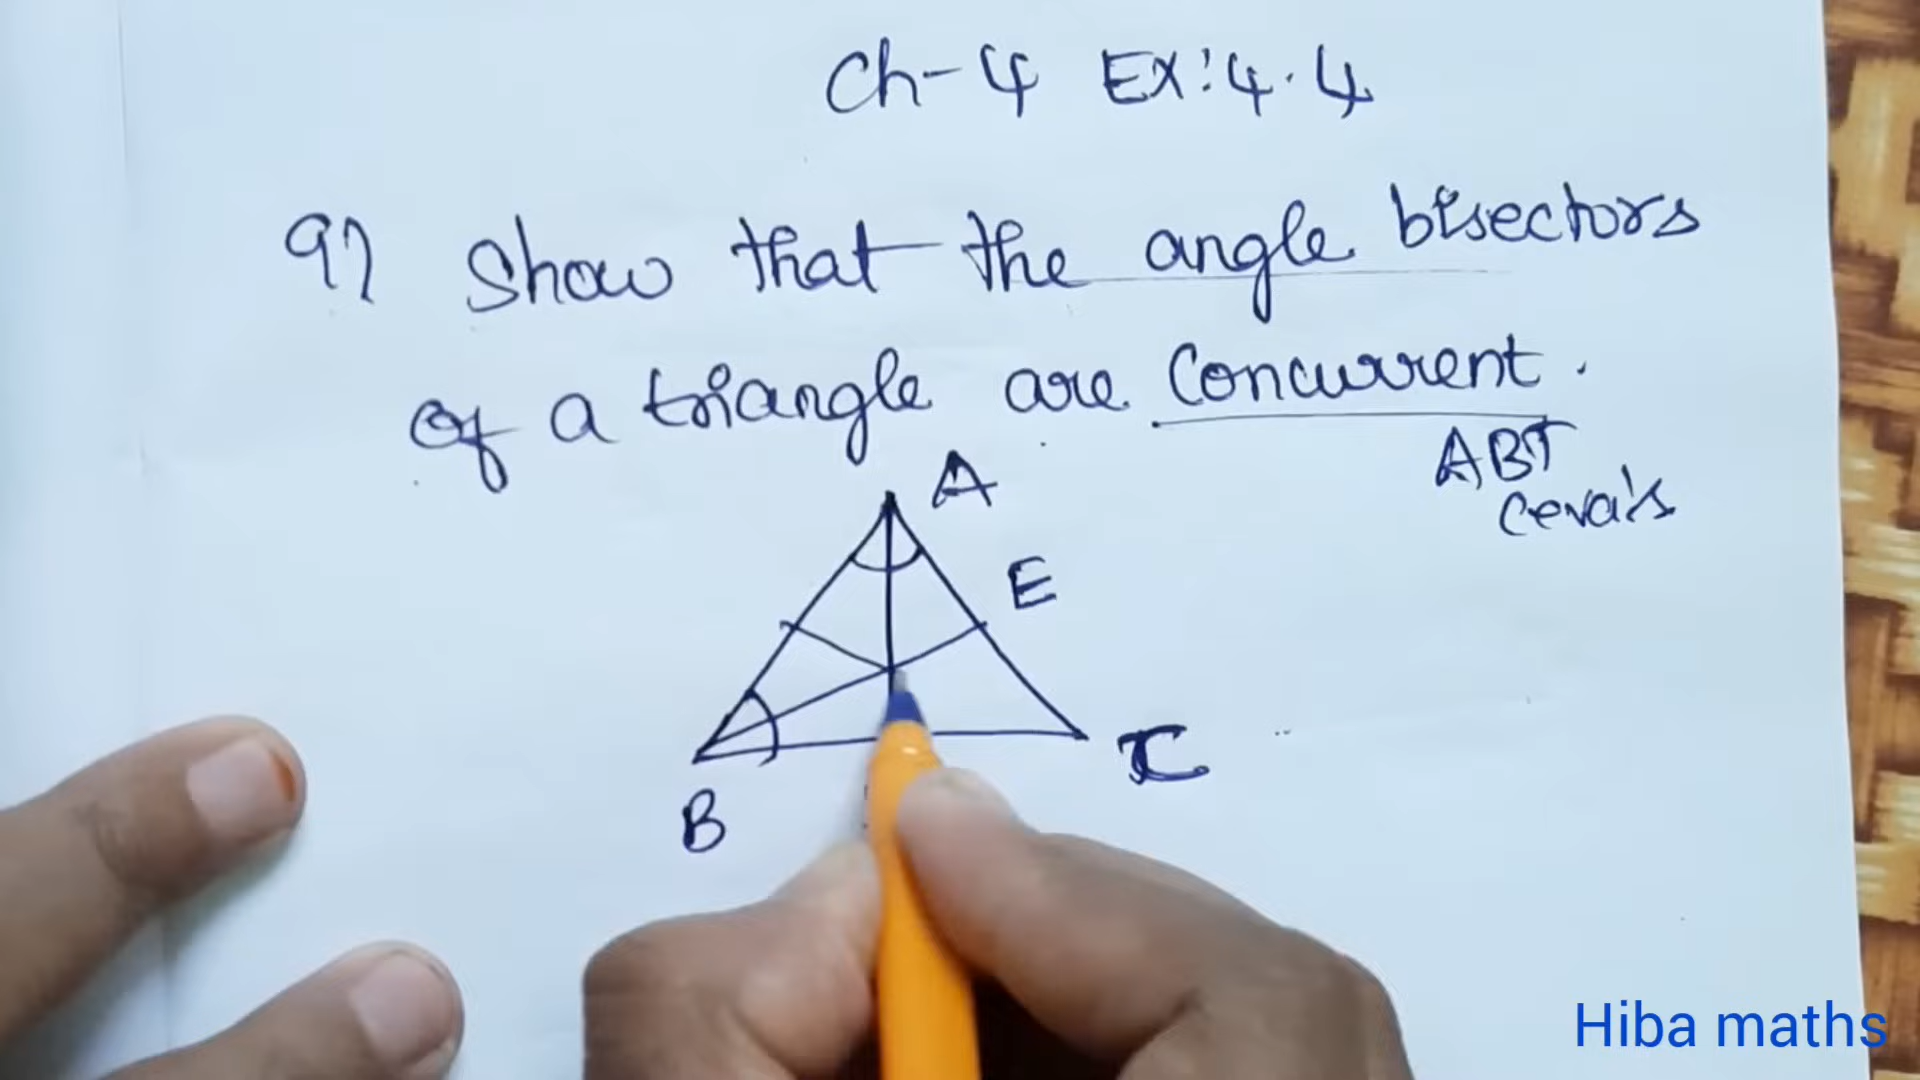 Ch-4 Ex: 4.4
9) Show that the angle bisectors
of a triangle are concurrent.
ABT
Ceva's
A
E
C
B
Hiba maths